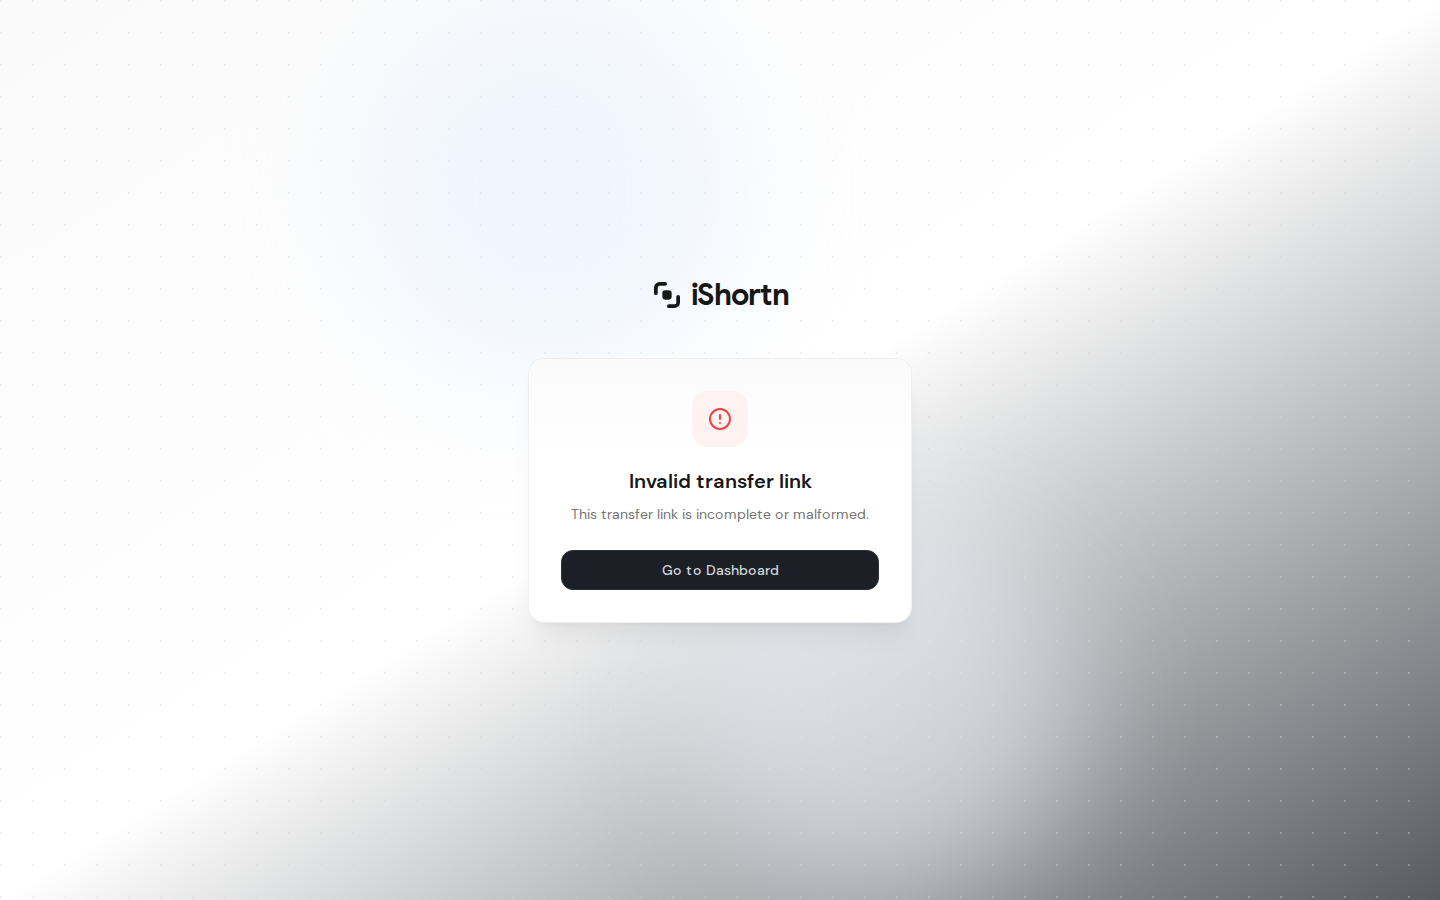 iShortn
Invalid transfer link
This transfer link is incomplete or malformed.
Go to Dashboard